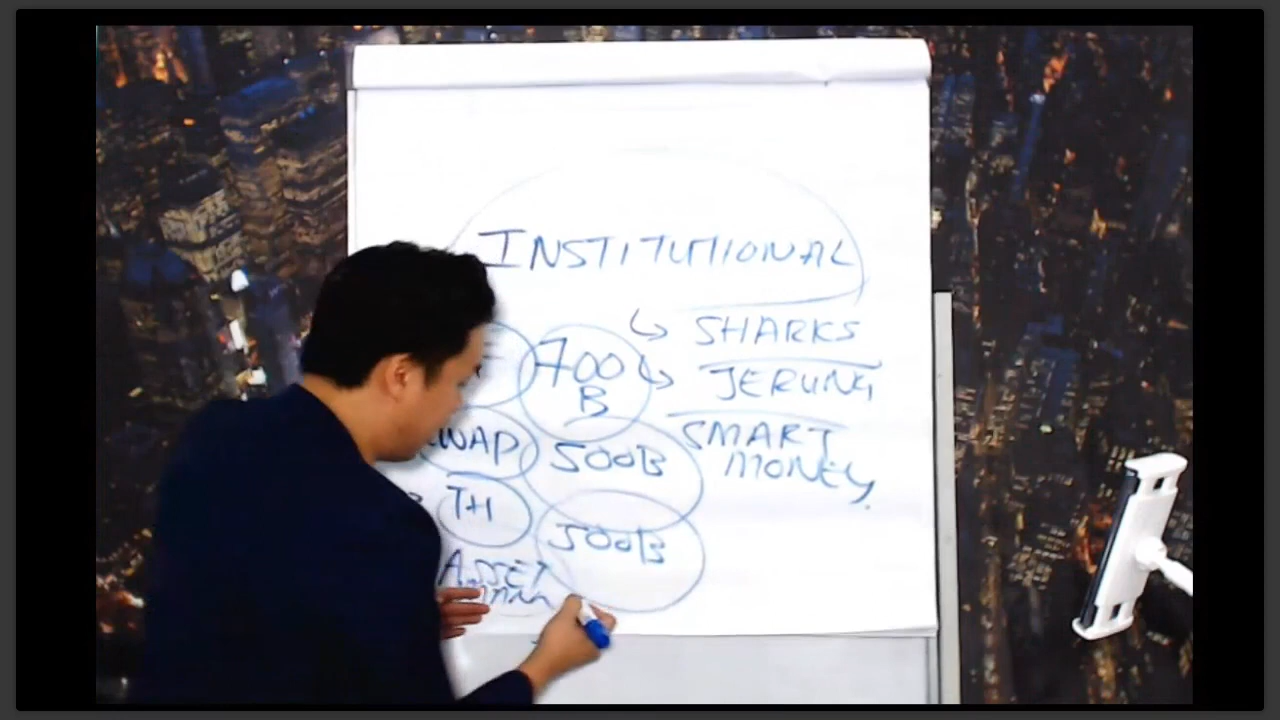 INSTITUTIONAL
SHARKS
JERUNG
SMART
MONEY
700
B
WAP
500B
TH
500B
ASSET